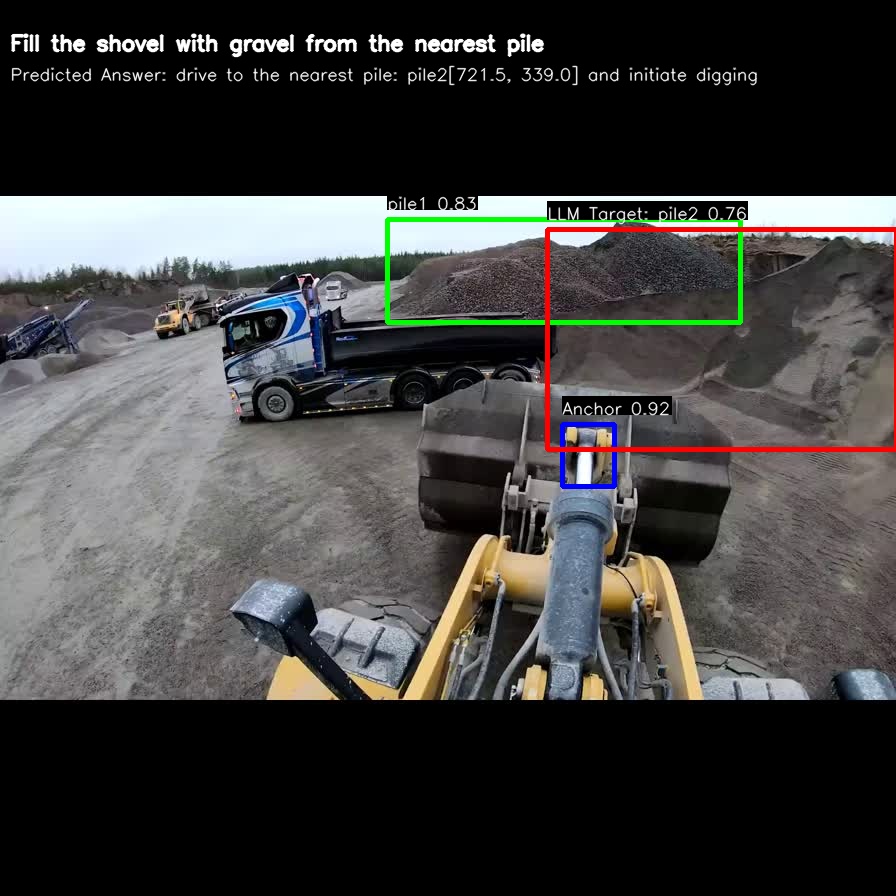 Fill the shovel with gravel from the nearest pile
Predicted Answer: drive to the nearest pile: pile2[721.5, 339.0] and initiate digging
pile1 0.83
LLM Target: pile2 0.76
Anchor 0.92